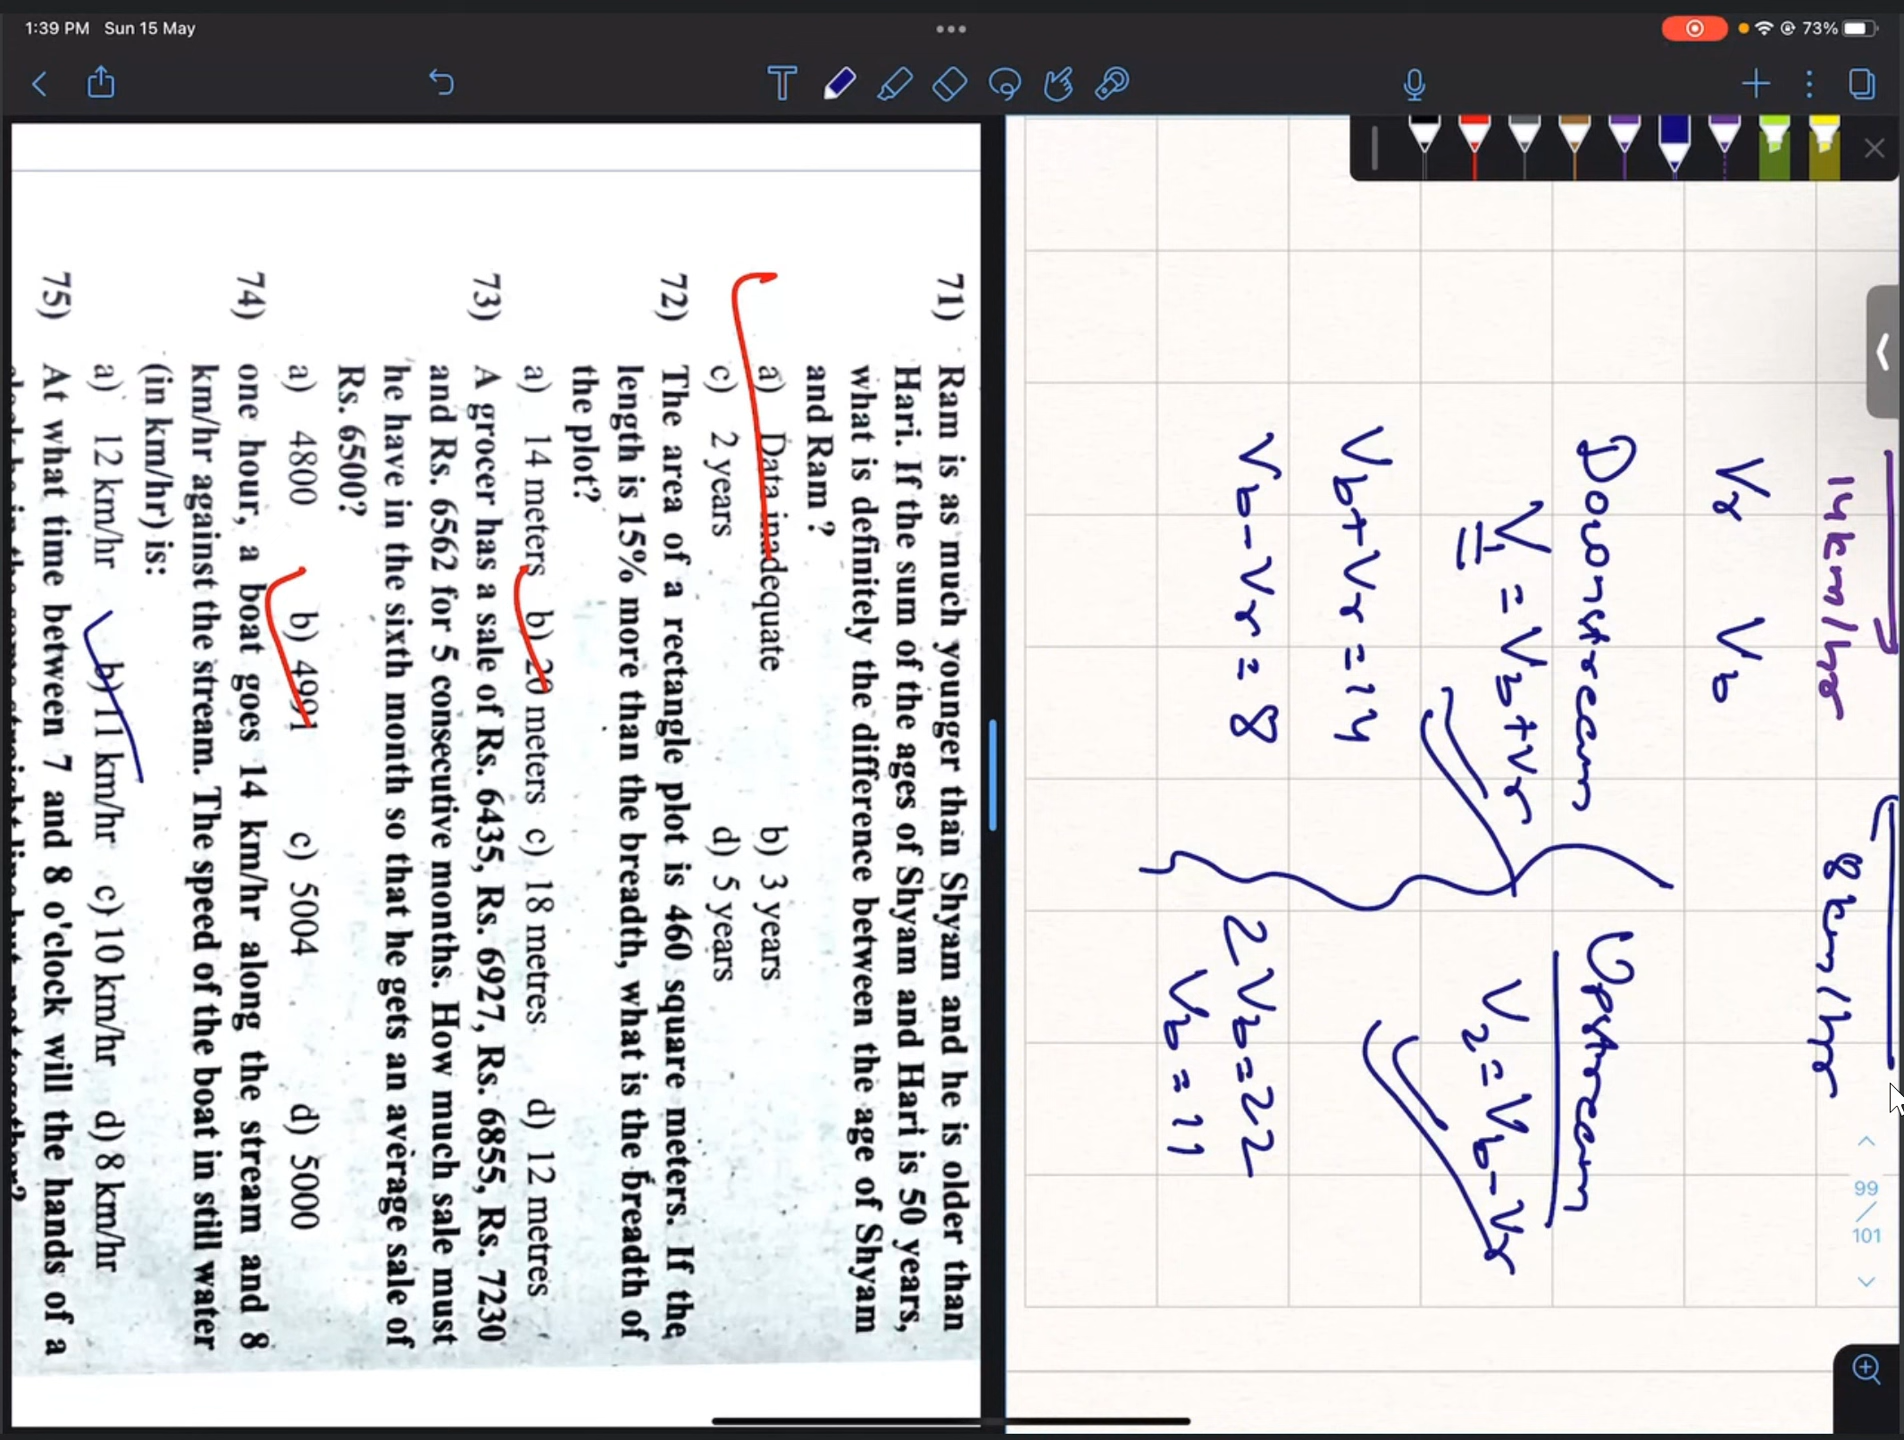 1:39 PM Sun 15 May
73%
71) Ram is as much younger than Shyam and he is older than
Hari. If the sum of the ages of Shyam and Hari is 50 years,
what is definitely the difference between the age of Shyam
and Ram ?
a) Data inadequate b) 3 years
c) 2 years d) 5 years
72) The area of a rectangle plot is 460 square meters. If the
length is 15% more than the breadth, what is the breadth of
the plot?
a) 14 meters b) 20 meters c) 18 metres d) 12 metres
73) A grocer has a sale of Rs. 6435, Rs. 6927, Rs. 6855, Rs. 7230
and Rs. 6562 for 5 consecutive months. How much sale must
he have in the sixth month so that he gets an average sale of
Rs. 6500?
a) 4800 b) 4991 c) 5004 d) 5000
74) one hour, a boat goes 14 km/hr along the stream and 8
km/hr against the stream. The speed of the boat in still water
(in km/hr) is:
a) 12 km/hr b) 11 km/hr c) 10 km/hr d) 8 km/hr
75) At what time between 7 and 8 o'clock will the hands of a
14km/hr 8 km/hr
Vr Vb
Downstream Upstream
V1 = Vb+Vr V2 = Vb-Vr
Vb+Vr=14
Vb-Vr=8 2Vb=22
Vb=11
99
/
101